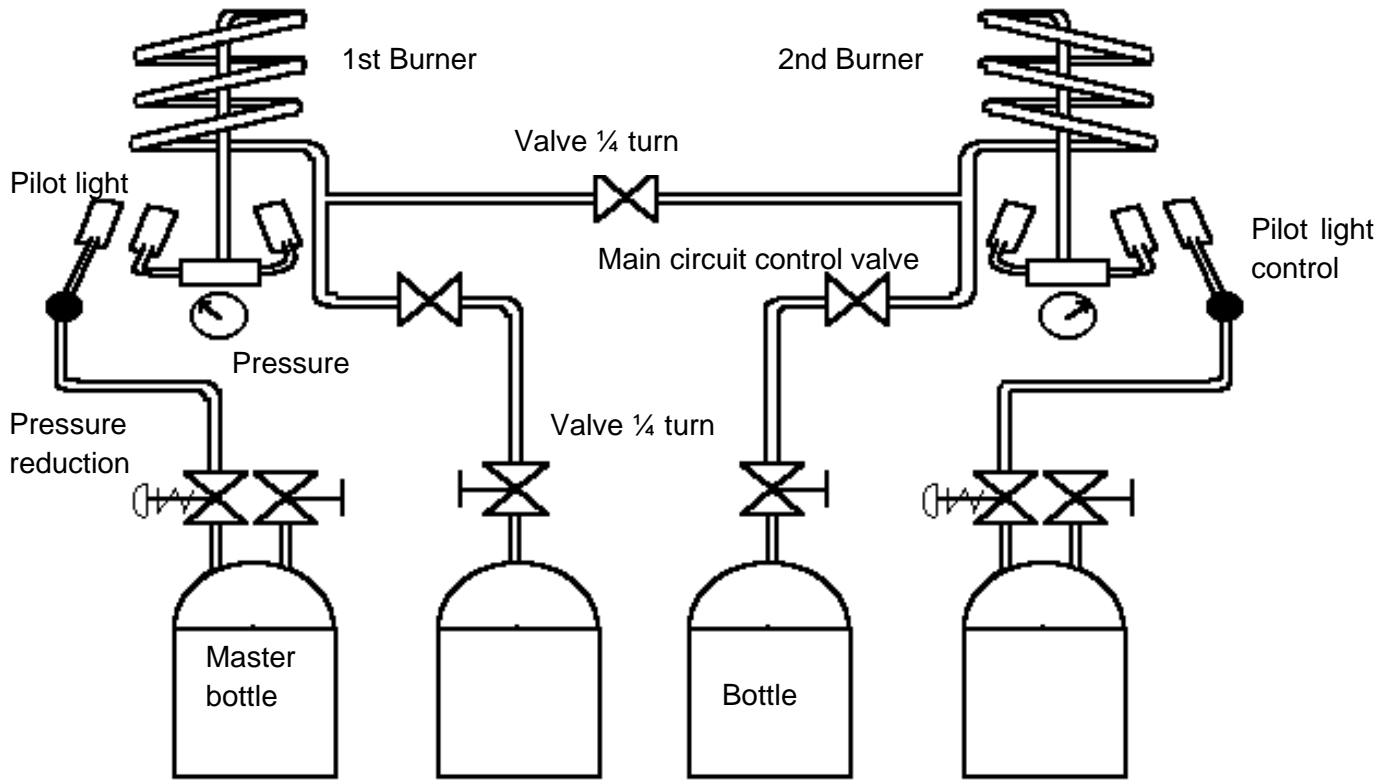 1st Burner
2nd Burner
Valve ¼ turn
Pilot light
Pilot light
control
Main circuit control valve
Pressure
Pressure
reduction
Valve ¼ turn
Master
bottle
Bottle